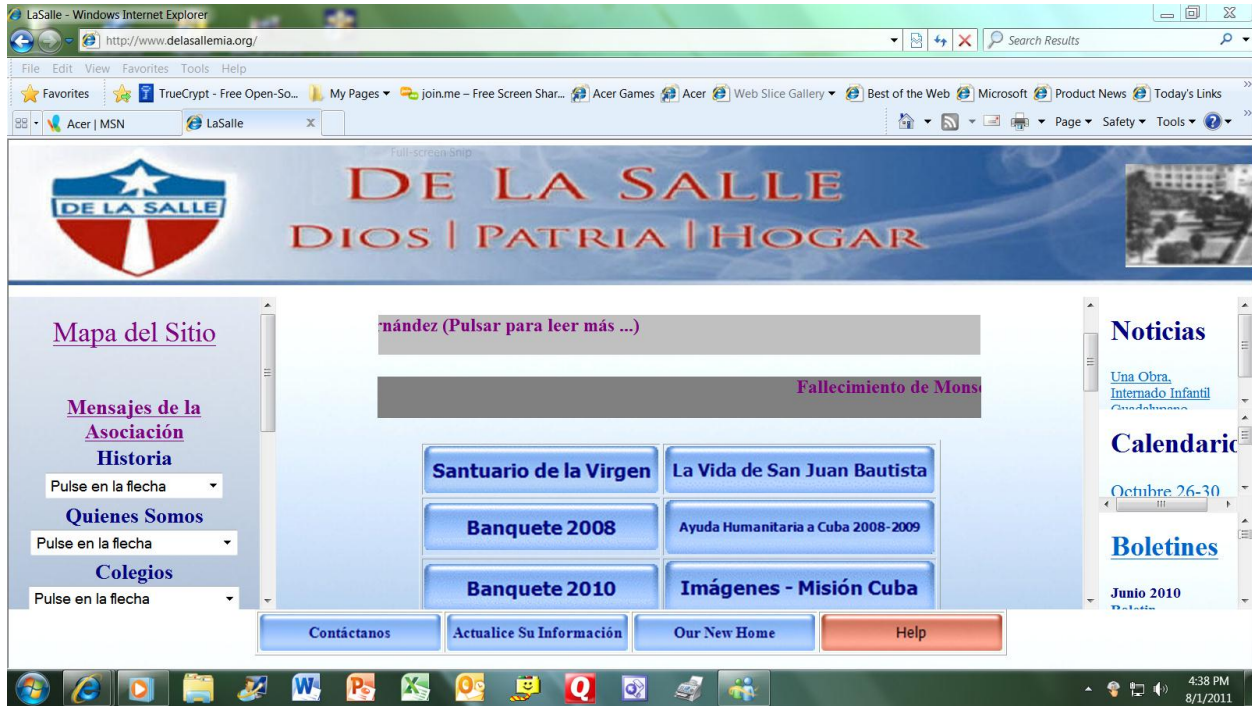 LaSalle - Windows Internet Explorer
http://www.delasallemia.org/
Search Results
File Edit View Favorites Tools Help
Favorites TrueCrypt - Free Open-So... My Pages join.me – Free Screen Shar... Acer Games Acer Web Slice Gallery Best of the Web Microsoft Product News Today's Links
Acer | MSN LaSalle x Page Safety Tools
Full-screen Snip
DE LA SALLE
DE LA SALLE
DIOS | PATRIA | HOGAR
Mapa del Sitio
Mensajes de la
Asociación
Historia
Pulse en la flecha
Quienes Somos
Pulse en la flecha
Colegios
Pulse en la flecha
rnández (Pulsar para leer más ...)
Fallecimiento de Mons
Santuario de la Virgen
La Vida de San Juan Bautista
Banquete 2008
Ayuda Humanitaria a Cuba 2008-2009
Banquete 2010
Imágenes - Misión Cuba
Noticias
Una Obra,
Internado Infantil
Guadalupano
Calendario
Octubre 26-30
Boletines
Junio 2010
Contáctanos
Actualice Su Información
Our New Home
Help
4:38 PM
8/1/2011